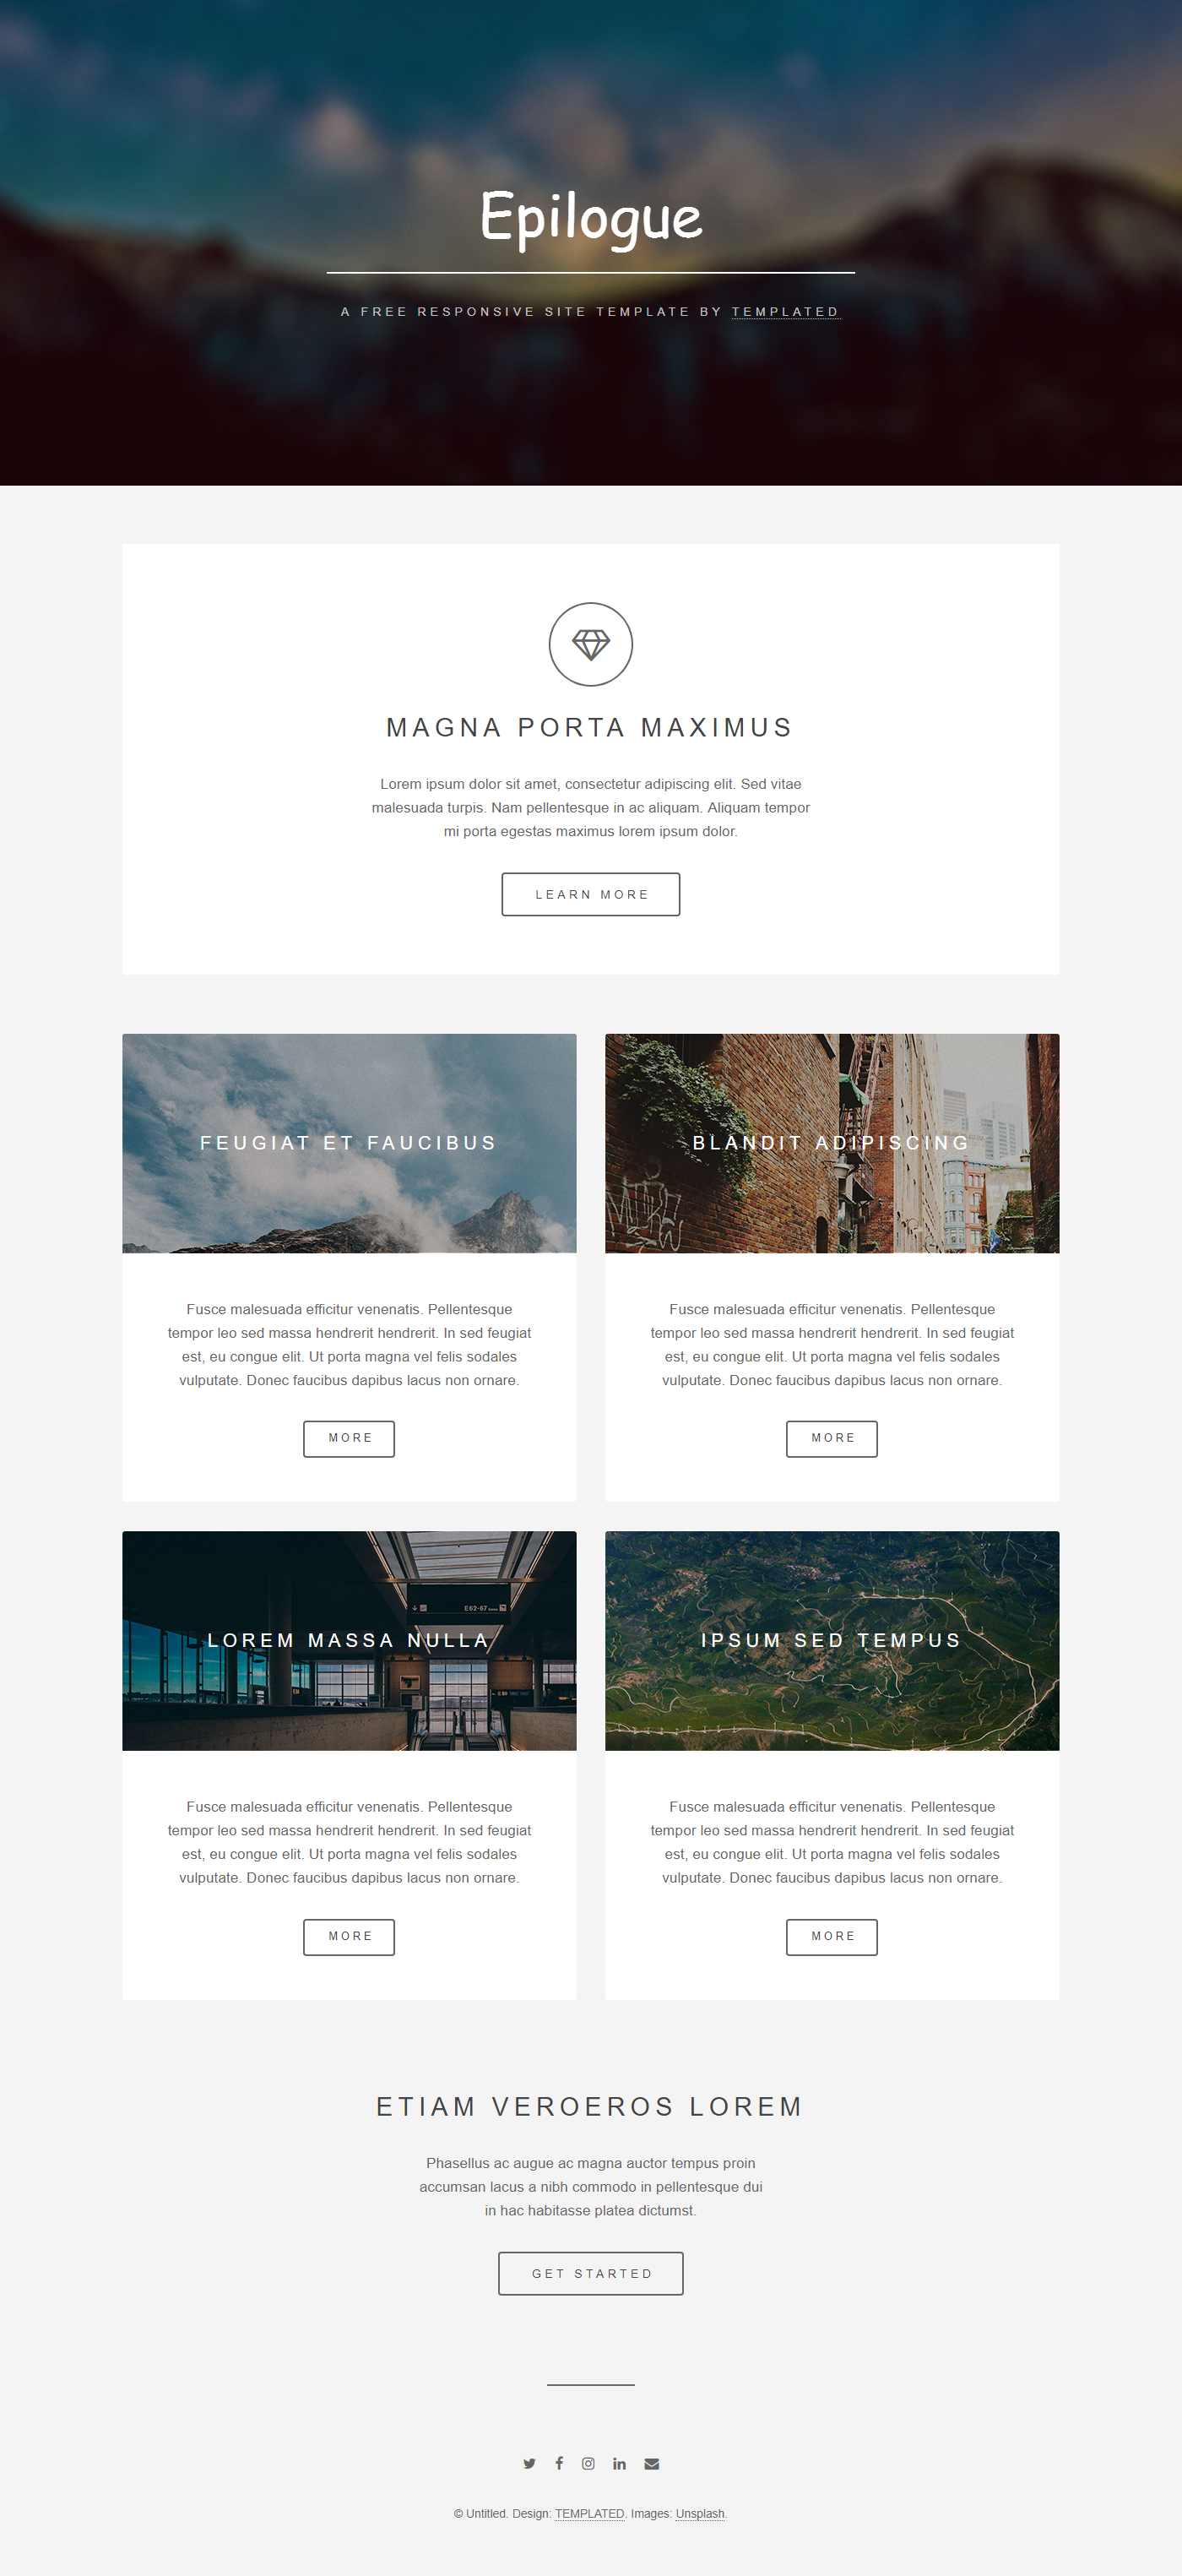 Epilogue
A FREE RESPONSIVE SITE TEMPLATE BY TEMPLATED
MAGNA PORTA MAXIMUS
Lorem ipsum dolor sit amet, consectetur adipiscing elit. Sed vitae
malesuada turpis. Nam pellentesque in ac aliquam. Aliquam tempor
mi porta egestas maximus lorem ipsum dolor.
LEARN MORE
FEUGIAT ET FAUCIBUS
Fusce malesuada efficitur venenatis. Pellentesque
tempor leo sed massa hendrerit hendrerit. In sed feugiat
est, eu congue elit. Ut porta magna vel felis sodales
vulputate. Donec faucibus dapibus lacus non ornare.
MORE
BLANDIT ADIPISCING
Fusce malesuada efficitur venenatis. Pellentesque
tempor leo sed massa hendrerit hendrerit. In sed feugiat
est, eu congue elit. Ut porta magna vel felis sodales
vulputate. Donec faucibus dapibus lacus non ornare.
MORE
E62-67
LOREM MASSA NULLA
Fusce malesuada efficitur venenatis. Pellentesque
tempor leo sed massa hendrerit hendrerit. In sed feugiat
est, eu congue elit. Ut porta magna vel felis sodales
vulputate. Donec faucibus dapibus lacus non ornare.
MORE
IPSUM SED TEMPUS
Fusce malesuada efficitur venenatis. Pellentesque
tempor leo sed massa hendrerit hendrerit. In sed feugiat
est, eu congue elit. Ut porta magna vel felis sodales
vulputate. Donec faucibus dapibus lacus non ornare.
MORE
ETIAM VEROEROS LOREM
Phasellus ac augue ac magna auctor tempus proin
accumsan lacus a nibh commodo in pellentesque dui
in hac habitasse platea dictumst.
GET STARTED
© Untitled. Design: TEMPLATED. Images: Unsplash.